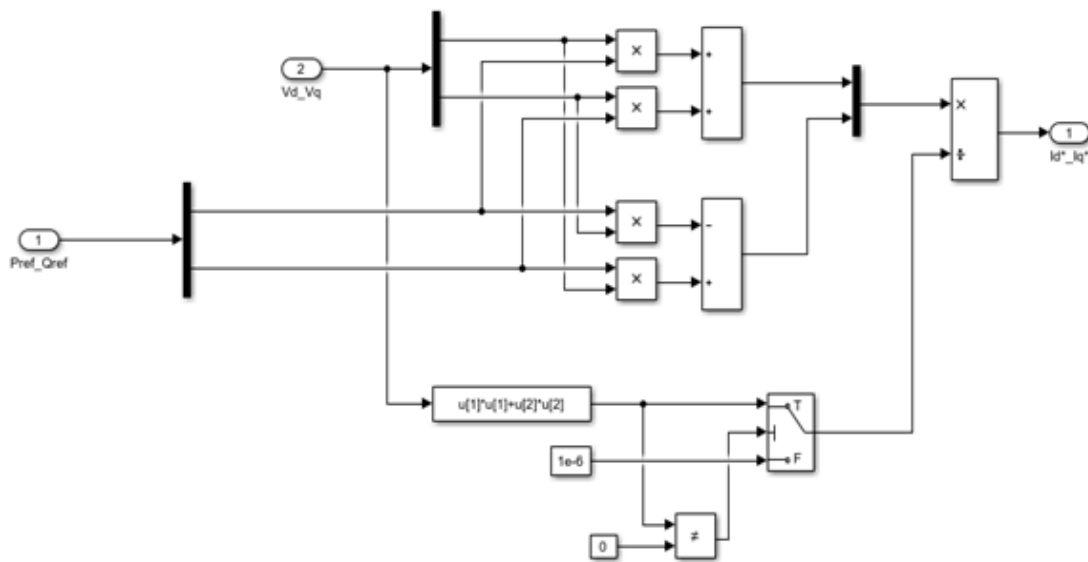 2
Vd_Vq
×
+
×
+
×
÷
1
Id*_Iq*
1
Pref_Qref
×
-
×
+
u[1]*u[1]+u[2]*u[2]
T
1e-6
F
≠
0